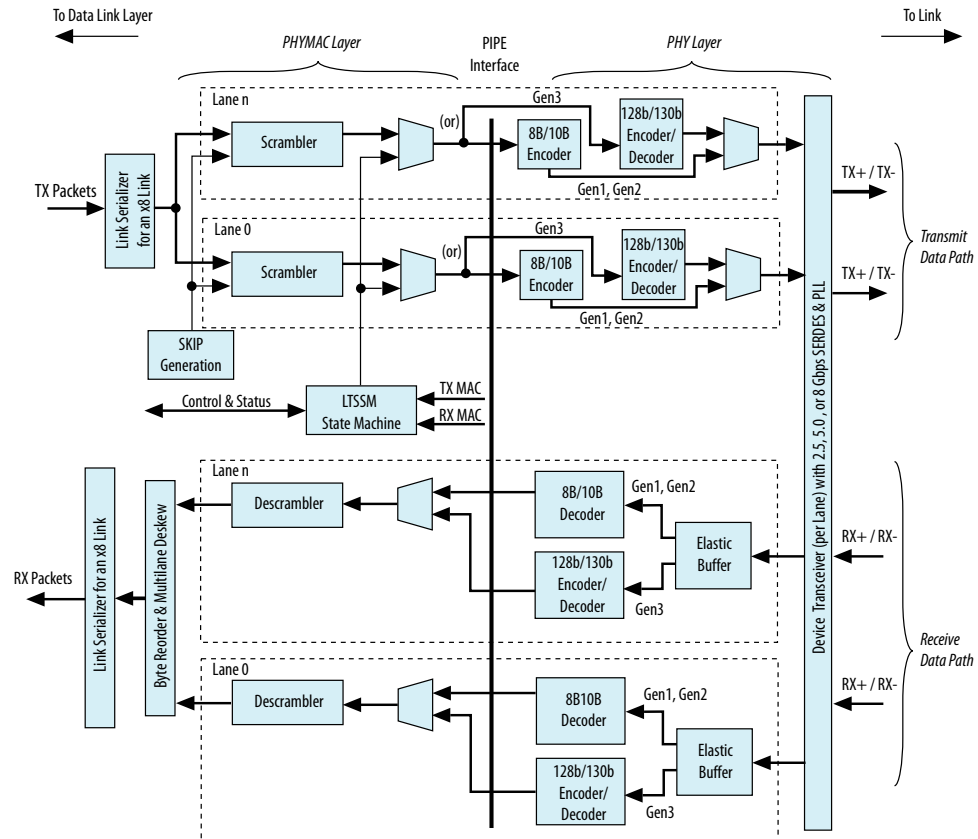 To Data Link Layer
PHYMAC Layer
PIPE
Interface
PHY Layer
To Link
Lane n
Scrambler
(or)
Gen3
8B/10B
Encoder
128b/130b
Encoder/
Decoder
Gen1, Gen2
TX Packets
Link Serializer
for an x8 Link
TX+ / TX-
Lane 0
Scrambler
(or)
Gen3
8B/10B
Encoder
128b/130b
Encoder/
Decoder
Gen1, Gen2
TX+ / TX-
Transmit
Data Path
SKIP
Generation
Control & Status
LTSSM
State Machine
TX MAC
RX MAC
Device Transceiver (per Lane) with 2.5, 5.0 , or 8 Gbps SERDES & PLL
Lane n
Descrambler
8B/10B
Decoder
Gen1, Gen2
128b/130b
Encoder/
Decoder
Gen3
Elastic
Buffer
RX+ / RX-
RX Packets
Link Serializer for an x8 Link
Byte Reorder & Multilane Deskew
Lane 0
Descrambler
8B10B
Decoder
Gen1, Gen2
128b/130b
Encoder/
Decoder
Gen3
Elastic
Buffer
RX+ / RX-
Receive
Data Path